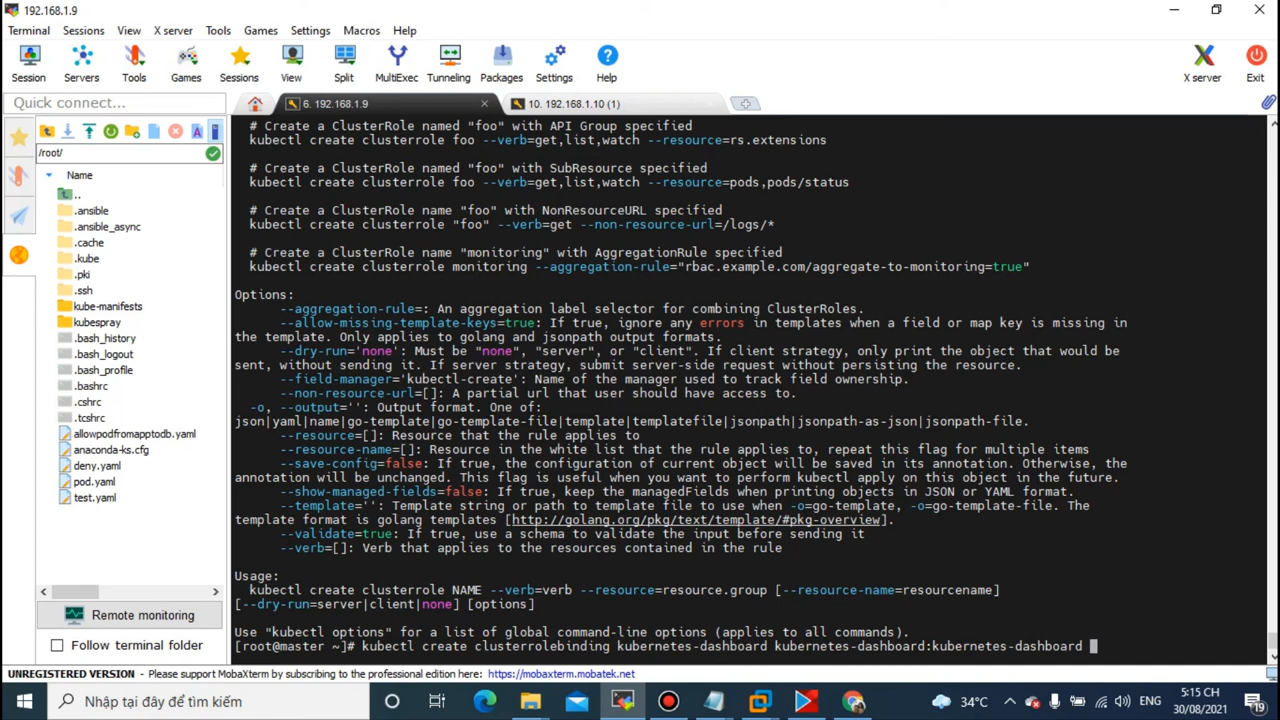 192.168.1.9
Terminal Sessions View X server Tools Games Settings Macros Help
Session Servers Tools Games Sessions View Split MultiExec Tunneling Packages Settings Help X server Exit
Quick connect...
6. 192.168.1.9
10. 192.168.1.10 (1)
/root/
Name
..
.ansible
.ansible_async
.cache
.kube
.pki
.ssh
kube-manifests
kubespray
.bash_history
.bash_logout
.bash_profile
.bashrc
.cshrc
.tcshrc
allowpodfromapptodb.yaml
anaconda-ks.cfg
deny.yaml
pod.yaml
test.yaml
Remote monitoring
Follow terminal folder
# Create a ClusterRole named "foo" with API Group specified
kubectl create clusterrole foo --verb=get,list,watch --resource=rs.extensions
# Create a ClusterRole named "foo" with SubResource specified
kubectl create clusterrole foo --verb=get,list,watch --resource=pods,pods/status
# Create a ClusterRole name "foo" with NonResourceURL specified
kubectl create clusterrole "foo" --verb=get --non-resource-url=/logs/*
# Create a ClusterRole name "monitoring" with AggregationRule specified
kubectl create clusterrole monitoring --aggregation-rule="rbac.example.com/aggregate-to-monitoring=true"
Options:
--aggregation-rule=: An aggregation label selector for combining ClusterRoles.
--allow-missing-template-keys=true: If true, ignore any errors in templates when a field or map key is missing in
the template. Only applies to golang and jsonpath output formats.
--dry-run='none': Must be "none", "server", or "client". If client strategy, only print the object that would be
sent, without sending it. If server strategy, submit server-side request without persisting the resource.
--field-manager='kubectl-create': Name of the manager used to track field ownership.
--non-resource-url=[]: A partial url that user should have access to.
-o, --output='': Output format. One of:
json|yaml|name|go-template|go-template-file|template|templatefile|jsonpath|jsonpath-as-json|jsonpath-file.
--resource=[]: Resource that the rule applies to
--resource-name=[]: Resource in the white list that the rule applies to, repeat this flag for multiple items
--save-config=false: If true, the configuration of current object will be saved in its annotation. Otherwise, the
annotation will be unchanged. This flag is useful when you want to perform kubectl apply on this object in the future.
--show-managed-fields=false: If true, keep the managedFields when printing objects in JSON or YAML format.
--template='': Template string or path to template file to use when -o=go-template, -o=go-template-file. The
template format is golang templates [http://golang.org/pkg/text/template/#pkg-overview].
--validate=true: If true, use a schema to validate the input before sending it
--verb=[]: Verb that applies to the resources contained in the rule
Usage:
kubectl create clusterrole NAME --verb=verb --resource=resource.group [--resource-name=resourcename]
[--dry-run=server|client|none] [options]
Use "kubectl options" for a list of global command-line options (applies to all commands).
[root@master ~]# kubectl create clusterrolebinding kubernetes-dashboard kubernetes-dashboard:kubernetes-dashboard
UNREGISTERED VERSION - Please support MobaXterm by subscribing to the professional edition here: https://mobaxterm.mobatek.net
Nhập tại đây để tìm kiếm
34°C
ENG
5:15 CH
30/08/2021
19